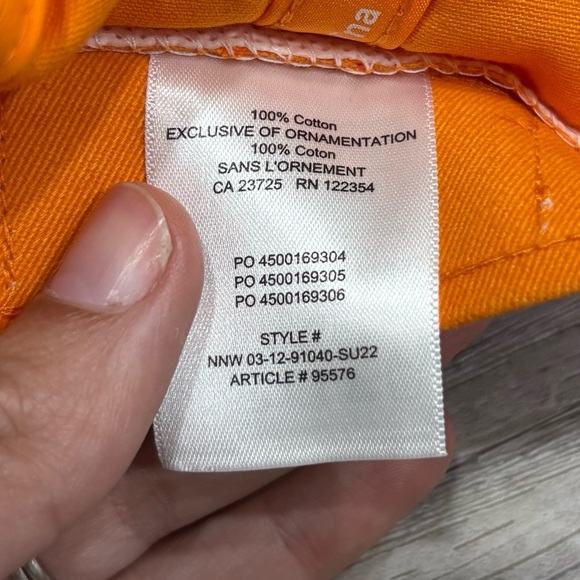 na
100% Cotton
EXCLUSIVE OF ORNAMENTATION
100% Coton
SANS L'ORNEMENT
CA 23725 RN 122354
PO 4500169304
PO 4500169305
PO 4500169306
STYLE #
NNW 03-12-91040-SU22
ARTICLE # 95576